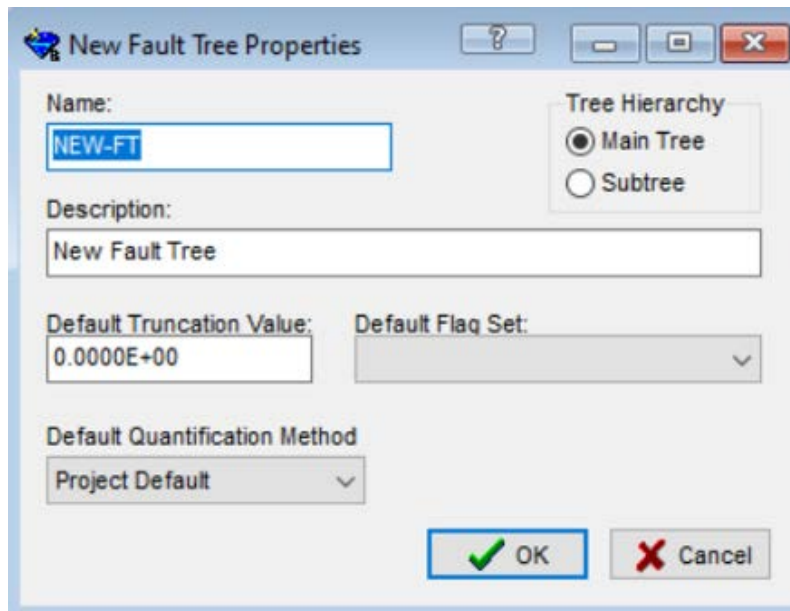 New Fault Tree Properties
?
Name:
NEW-FT
Tree Hierarchy
Main Tree
Subtree
Description:
New Fault Tree
Default Truncation Value:
Default Flag Set:
0.0000E+00
Default Quantification Method
Project Default
OK
Cancel